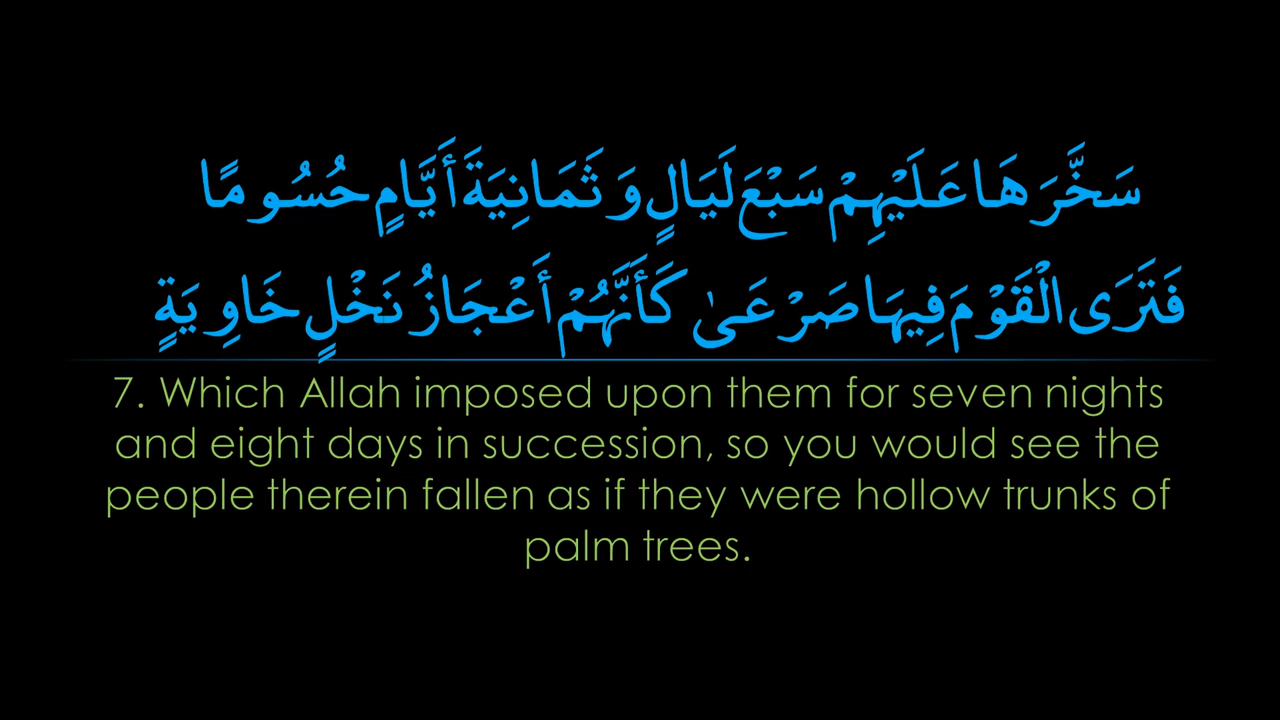 سَخَّرَهَا عَلَيْهِمْ سَبْعَ لَيَالٍ وَثَمَانِيَةَ أَيَّامٍ حُسُومًا
فَتَرَى الْقَوْمَ فِيهَا صَرْعَىٰ كَأَنَّهُمْ أَعْجَازُ نَخْلٍ خَاوِيَةٍ
7. Which Allah imposed upon them for seven nights
and eight days in succession, so you would see the
people therein fallen as if they were hollow trunks of
palm trees.